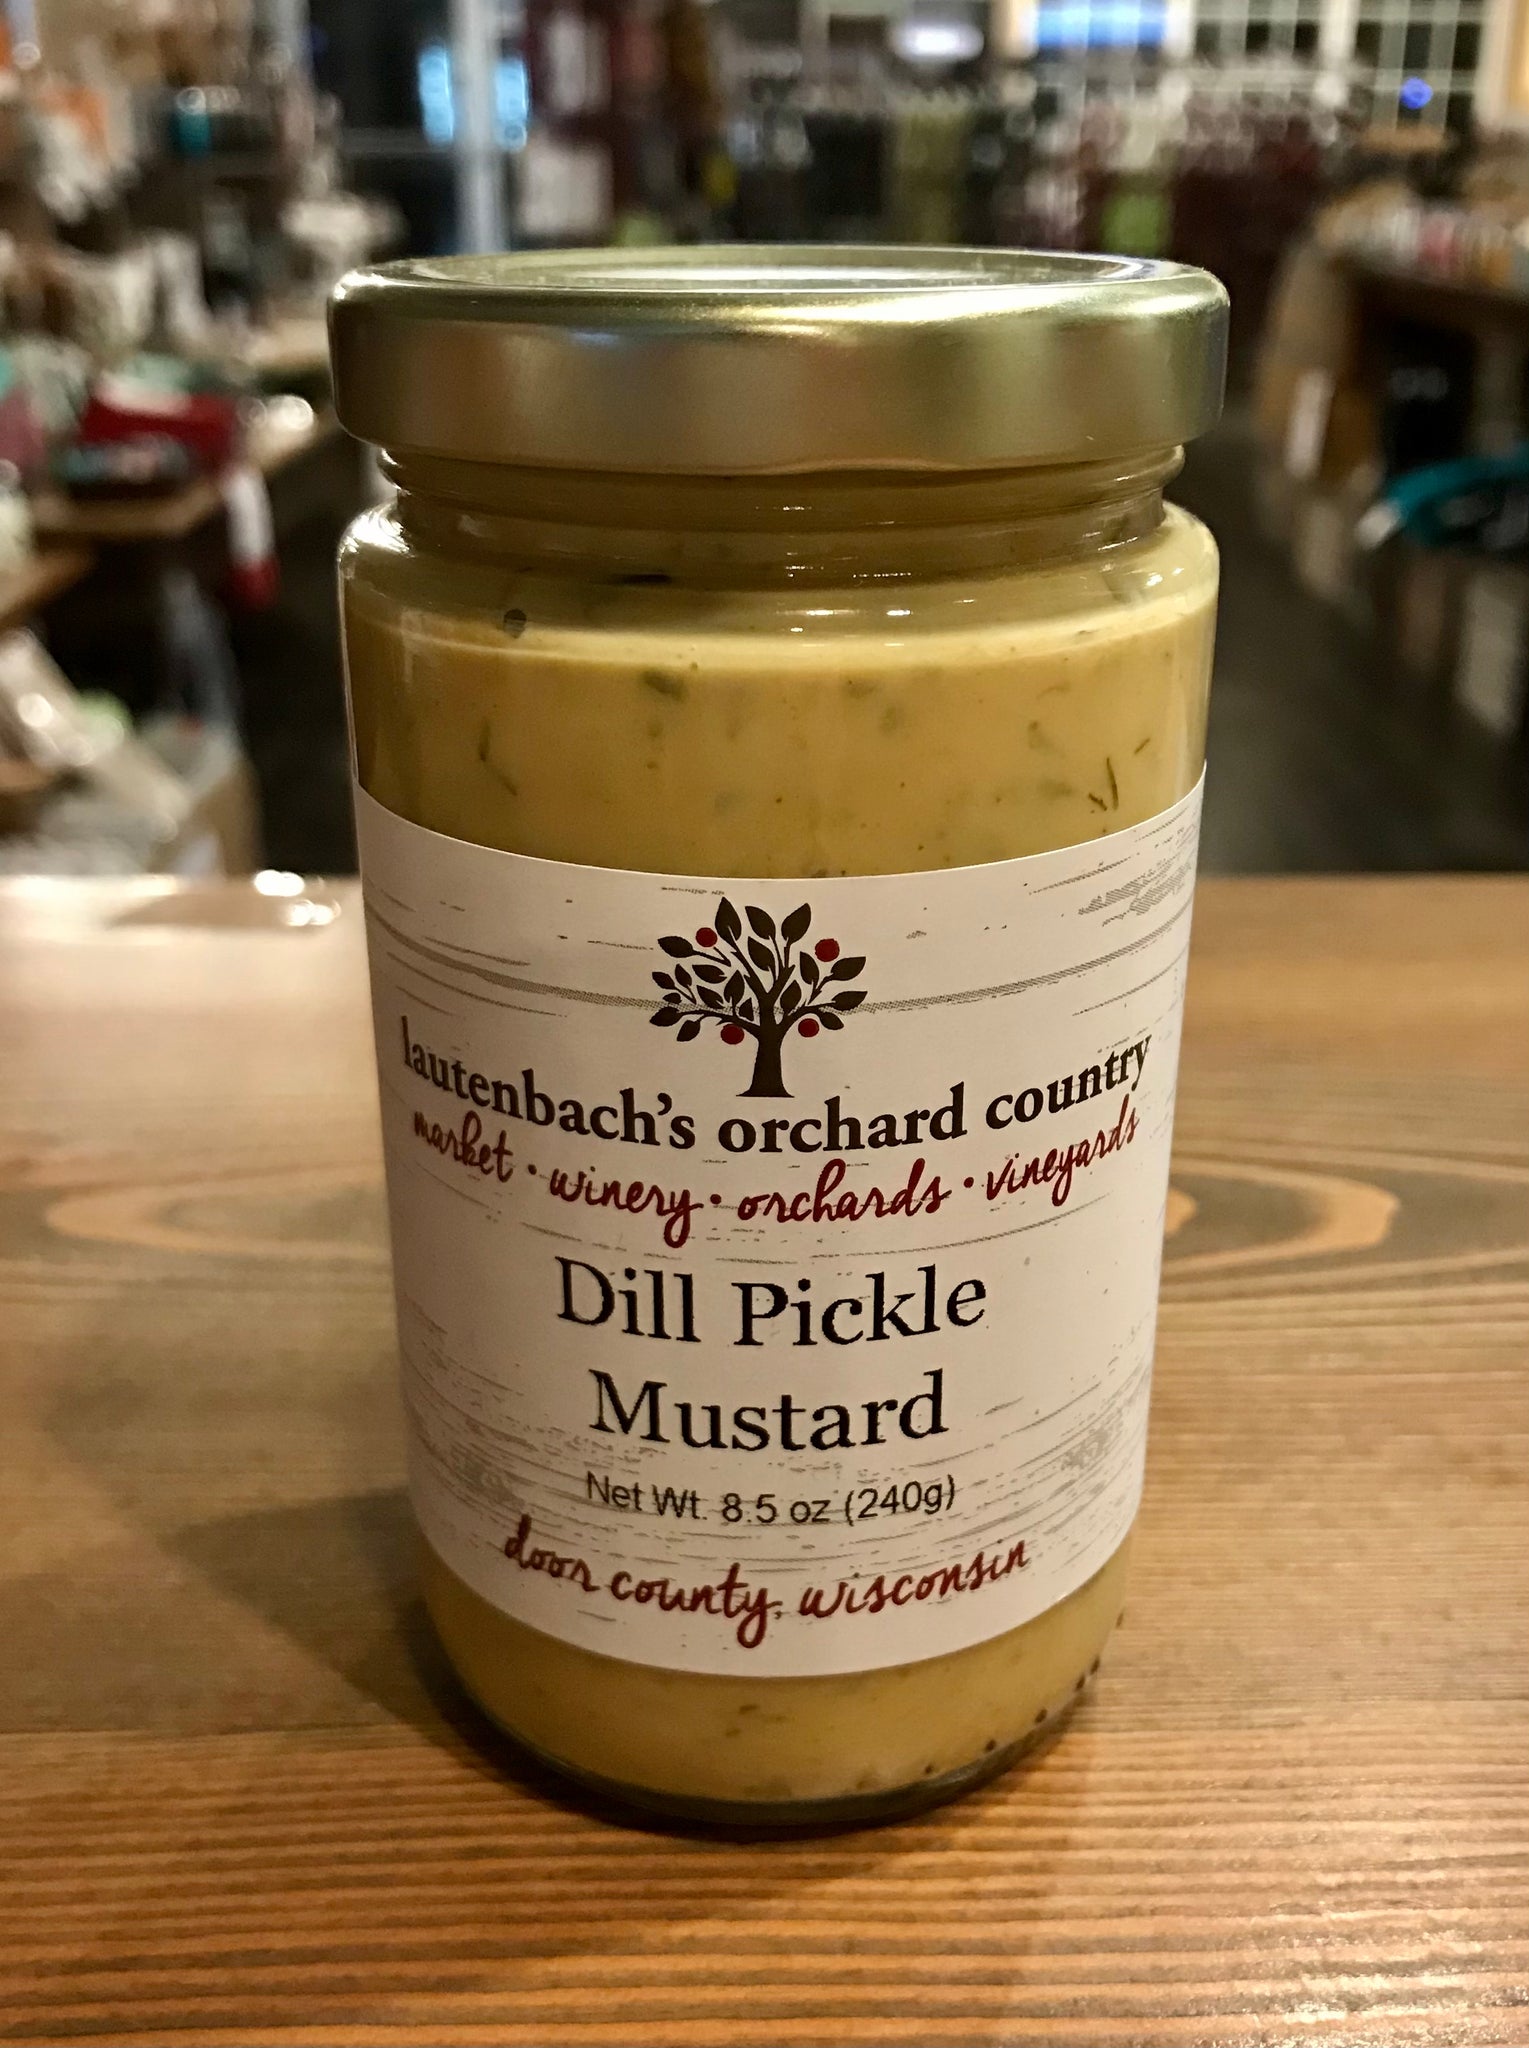 lautenbach's orchard country
market · winery · orchards · vineyards
Dill Pickle
Mustard
Net Wt. 8.5 oz (240g)
door county, wisconsin